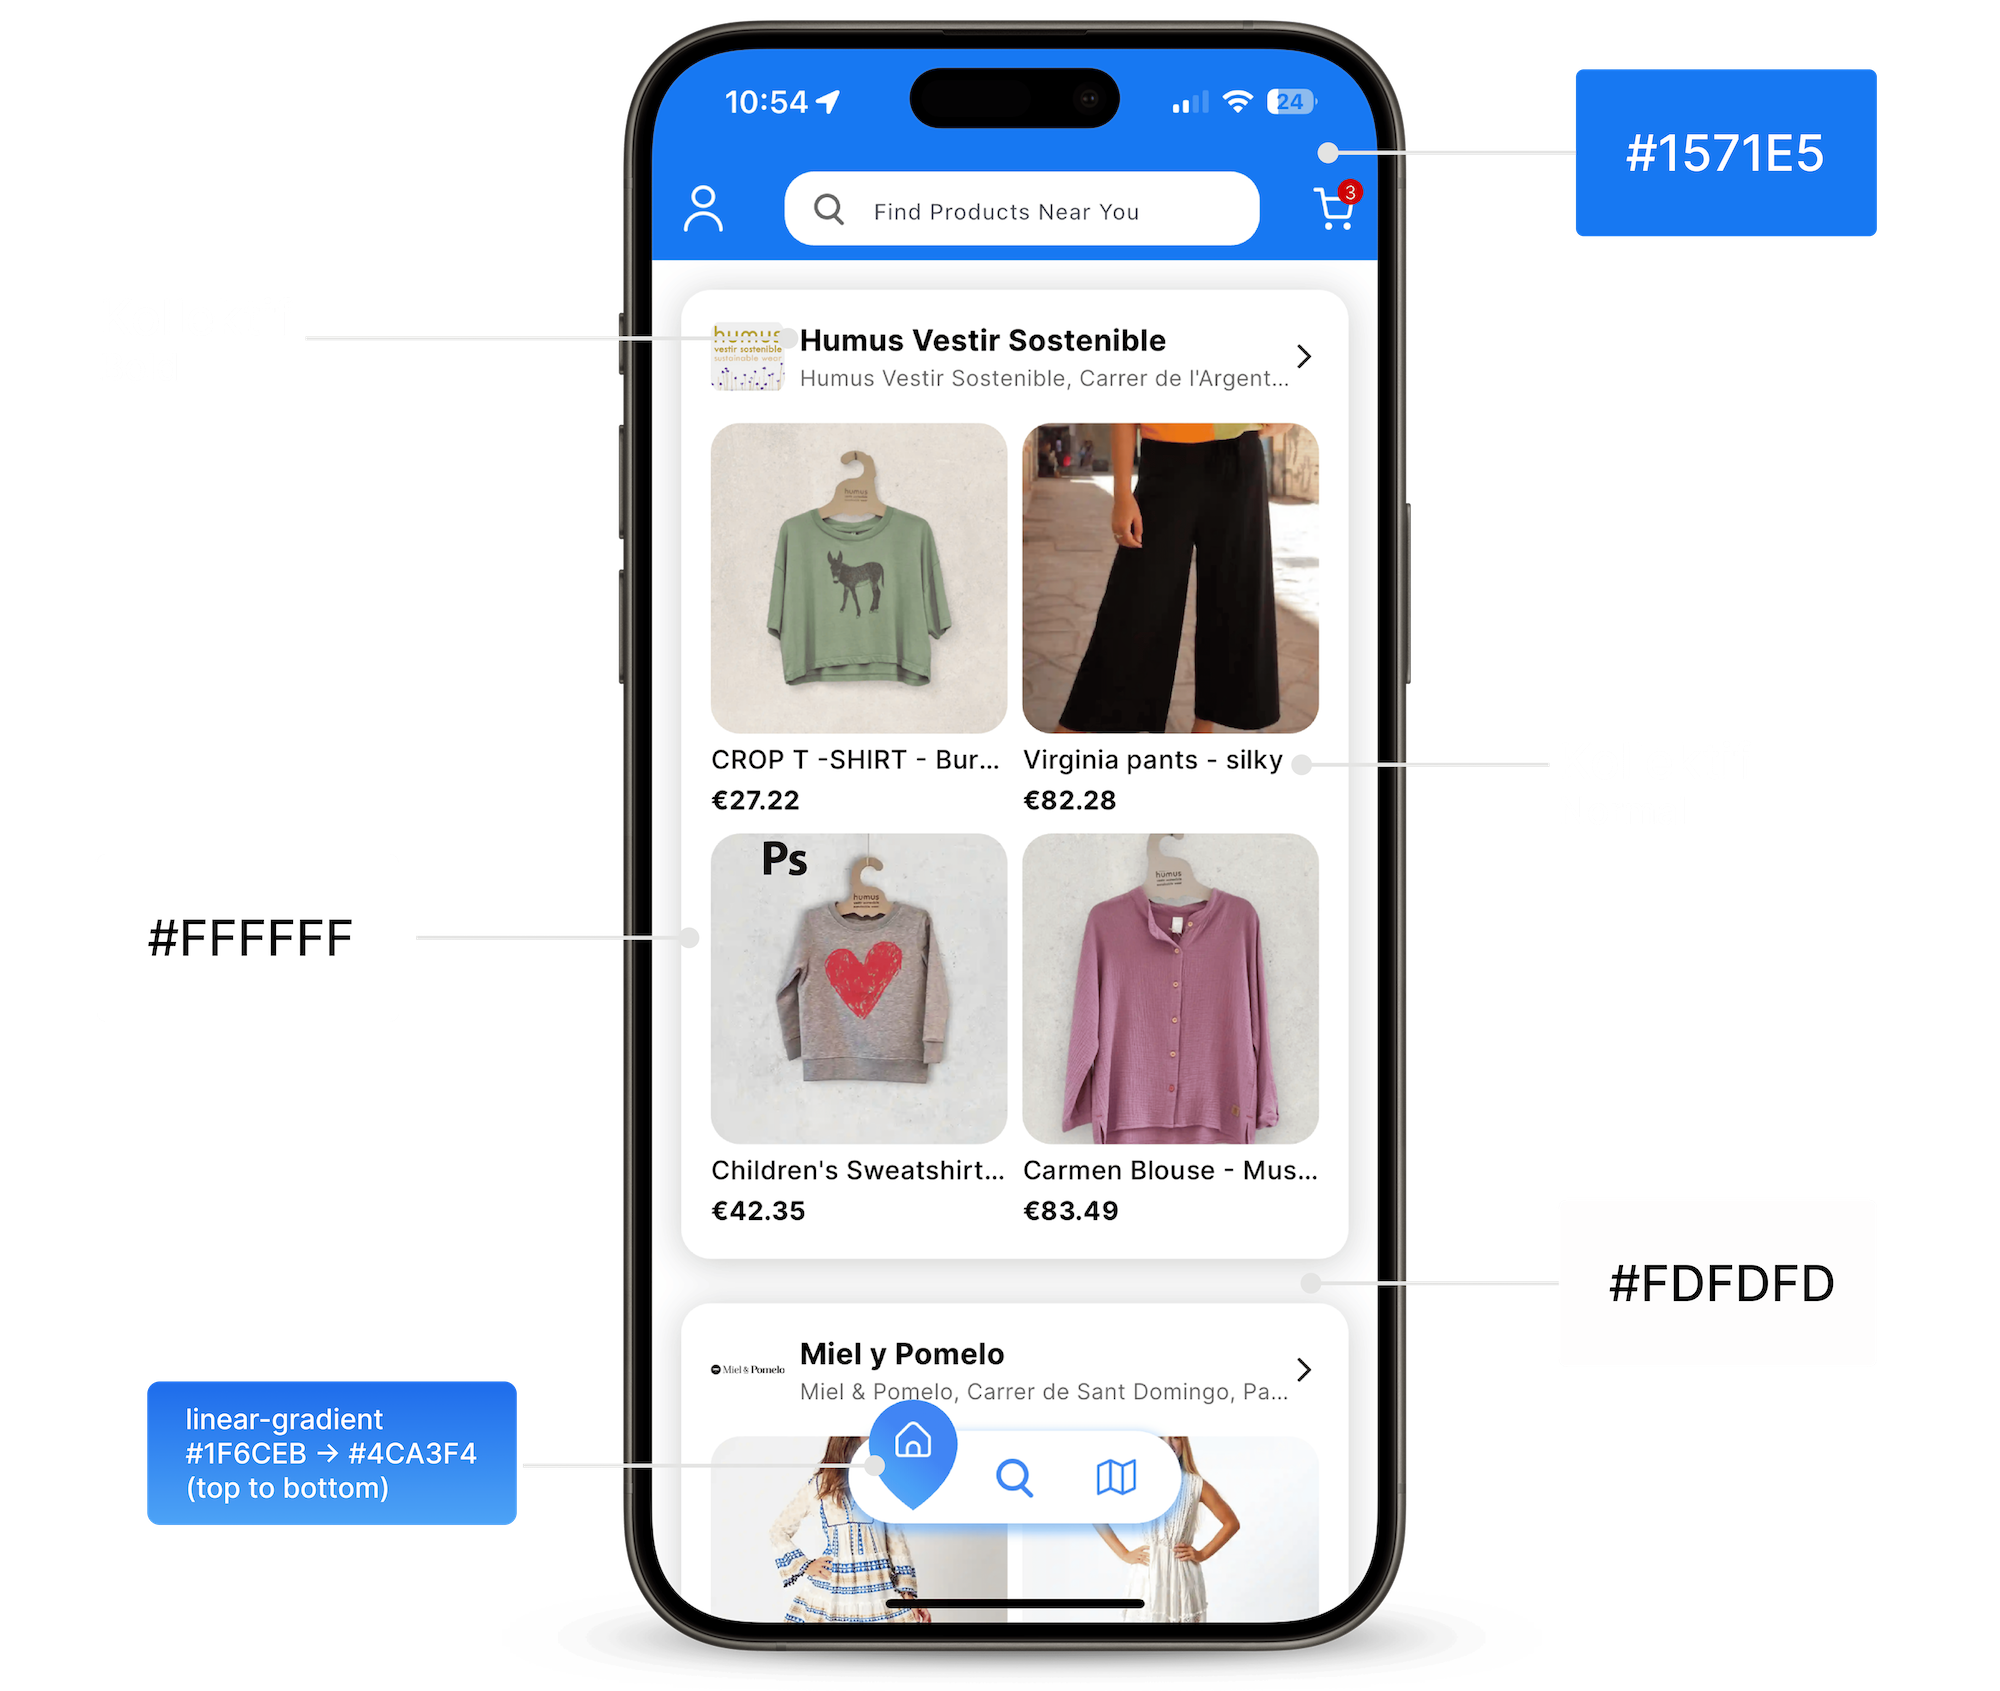 10:54
24
#1571E5
3
Find Products Near You
humus
vestir sostenible
sustainable wear
Humus Vestir Sostenible
Humus Vestir Sostenible, Carrer de l'Argent...
humus
CROP T -SHIRT - Bur...
€27.22
Virginia pants - silky
€82.28
Ps
humus
humus
#FFFFFF
Children's Sweatshirt...
€42.35
Carmen Blouse - Mus...
€83.49
#FDFDFD
Miel & Pomelo
Miel y Pomelo
Miel & Pomelo, Carrer de Sant Domingo, Pa...
linear-gradient
#1F6CEB → #4CA3F4
(top to bottom)